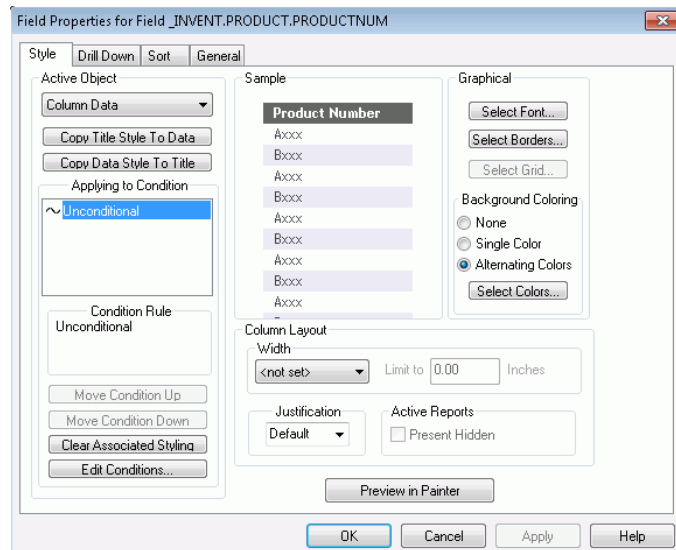 Field Properties for Field _INVENT.PRODUCT.PRODUCTNUM
Style
Drill Down
Sort
General
Active Object
Column Data
Copy Title Style To Data
Copy Data Style To Title
Applying to Condition
Unconditional
Condition Rule
Unconditional
Move Condition Up
Move Condition Down
Clear Associated Styling
Edit Conditions...
Sample
Product Number
Axxx
Bxxx
Axxx
Bxxx
Axxx
Bxxx
Axxx
Bxxx
Axxx
Graphical
Select Font...
Select Borders...
Select Grid...
Background Coloring
None
Single Color
Alternating Colors
Select Colors...
Column Layout
Width
<not set>
Limit to 0.00 Inches
Justification
Default
Active Reports
Present Hidden
Preview in Painter
OK
Cancel
Apply
Help